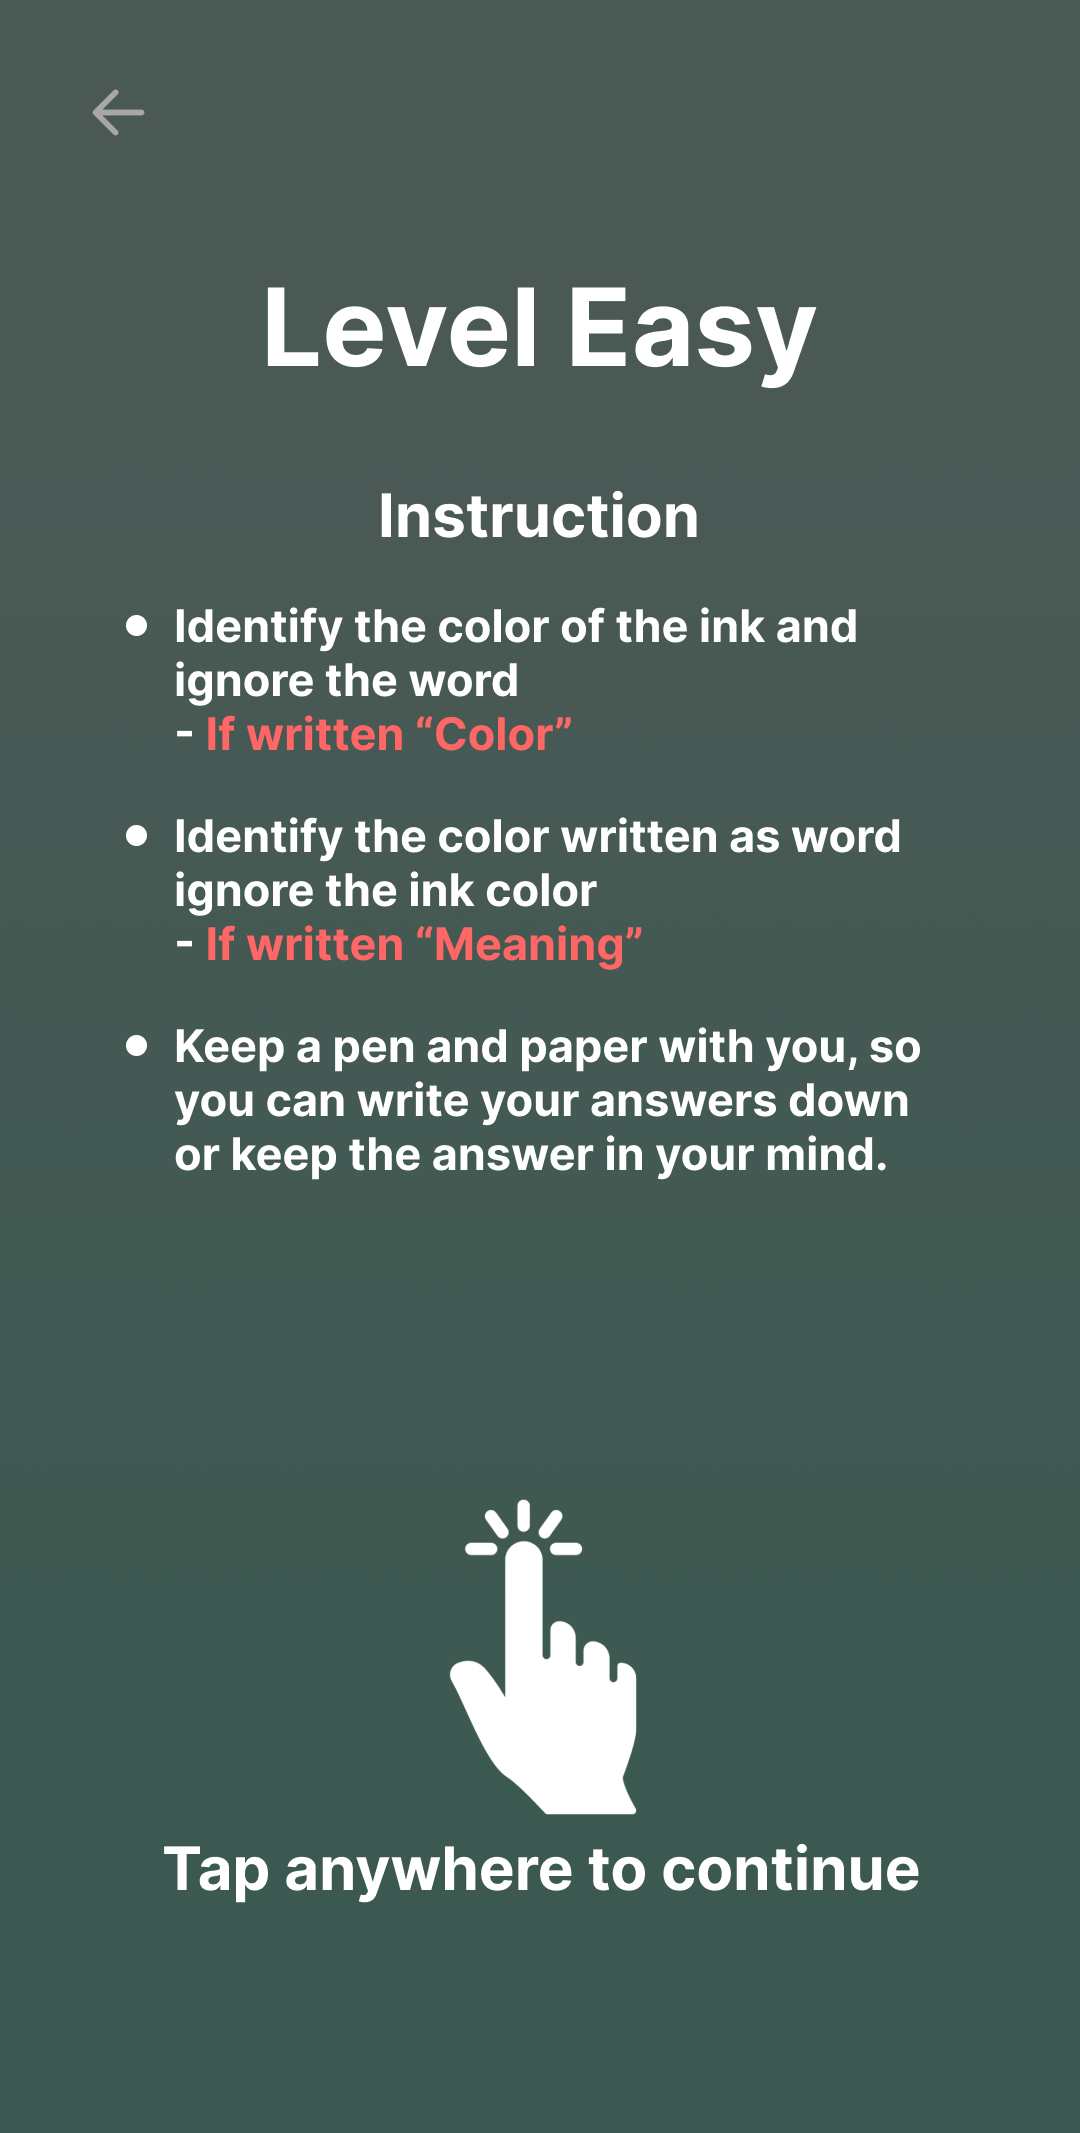 Level Easy
Instruction
• Identify the color of the ink and
ignore the word
- If written “Color”
• Identify the color written as word
ignore the ink color
- If written “Meaning”
• Keep a pen and paper with you, so
you can write your answers down
or keep the answer in your mind.
Tap anywhere to continue